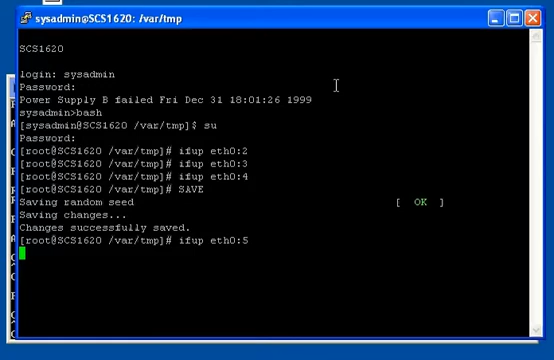 sysadmin@SCS1620: /var/tmp
SCS1620
login: sysadmin
Password:
Power Supply B failed Fri Dec 31 18:01:26 1999
sysadmin>bash
[sysadmin@SCS1620 /var/tmp]$ su
Password:
[root@SCS1620 /var/tmp]# ifup eth0:2
[root@SCS1620 /var/tmp]# ifup eth0:3
[root@SCS1620 /var/tmp]# ifup eth0:4
[root@SCS1620 /var/tmp]# SAVE
Saving random seed [ OK ]
Saving changes...
Changes successfully saved.
[root@SCS1620 /var/tmp]# ifup eth0:5